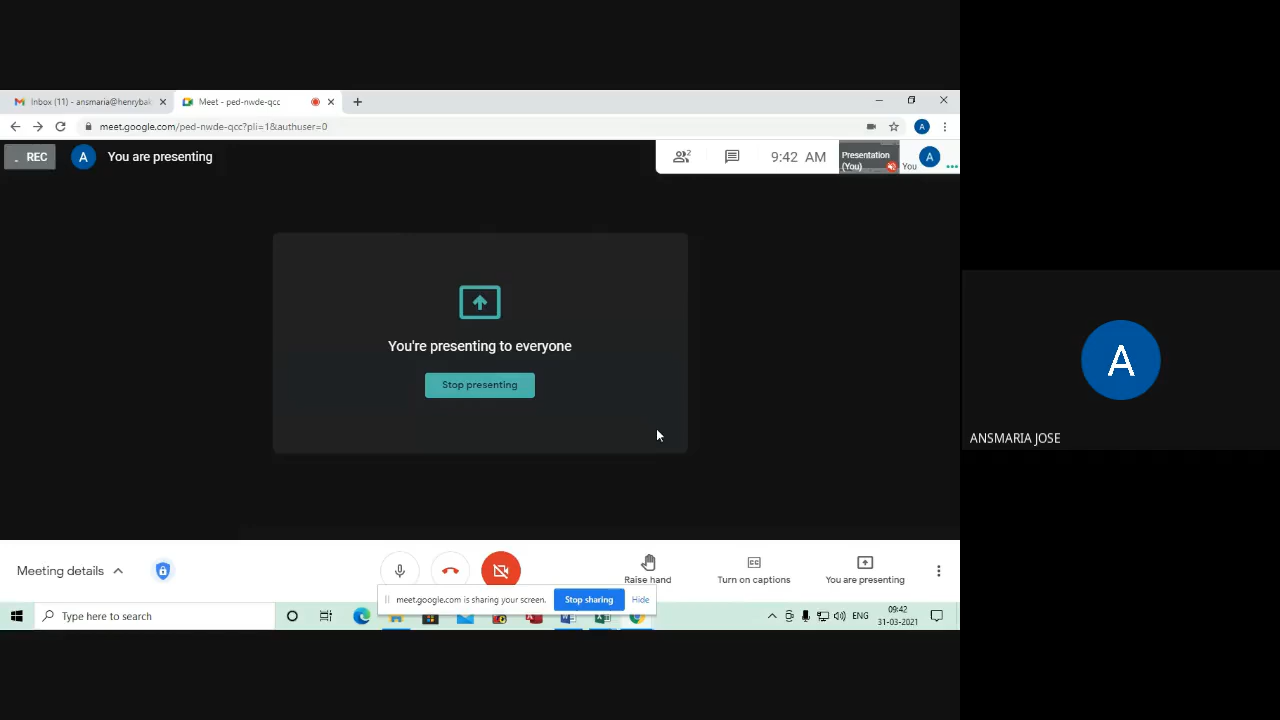 Inbox (11) - ansmaria@henrybak
Meet - ped-nwde-qcc
meet.google.com/ped-nwde-qcc?pli=1&authuser=0
REC
A
You are presenting
2
9:42 AM
Presentation
(You)
You
A
A
You're presenting to everyone
Stop presenting
A
ANSMARIA JOSE
Meeting details
Raise hand
Turn on captions
You are presenting
meet.google.com is sharing your screen.
Stop sharing
Hide
Type here to search
ENG
09:42
31-03-2021